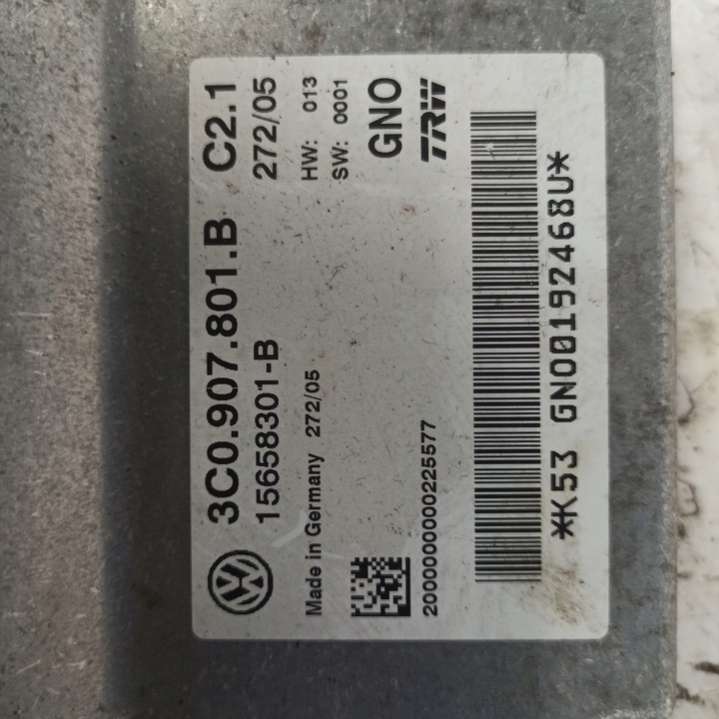 3C0.907.801.B C2.1
15658301-B 272/05
HW: 013
SW: 0001
Made in Germany 272/05
GNO
TRW
2000000000225577
*K53 GNO00192468U*